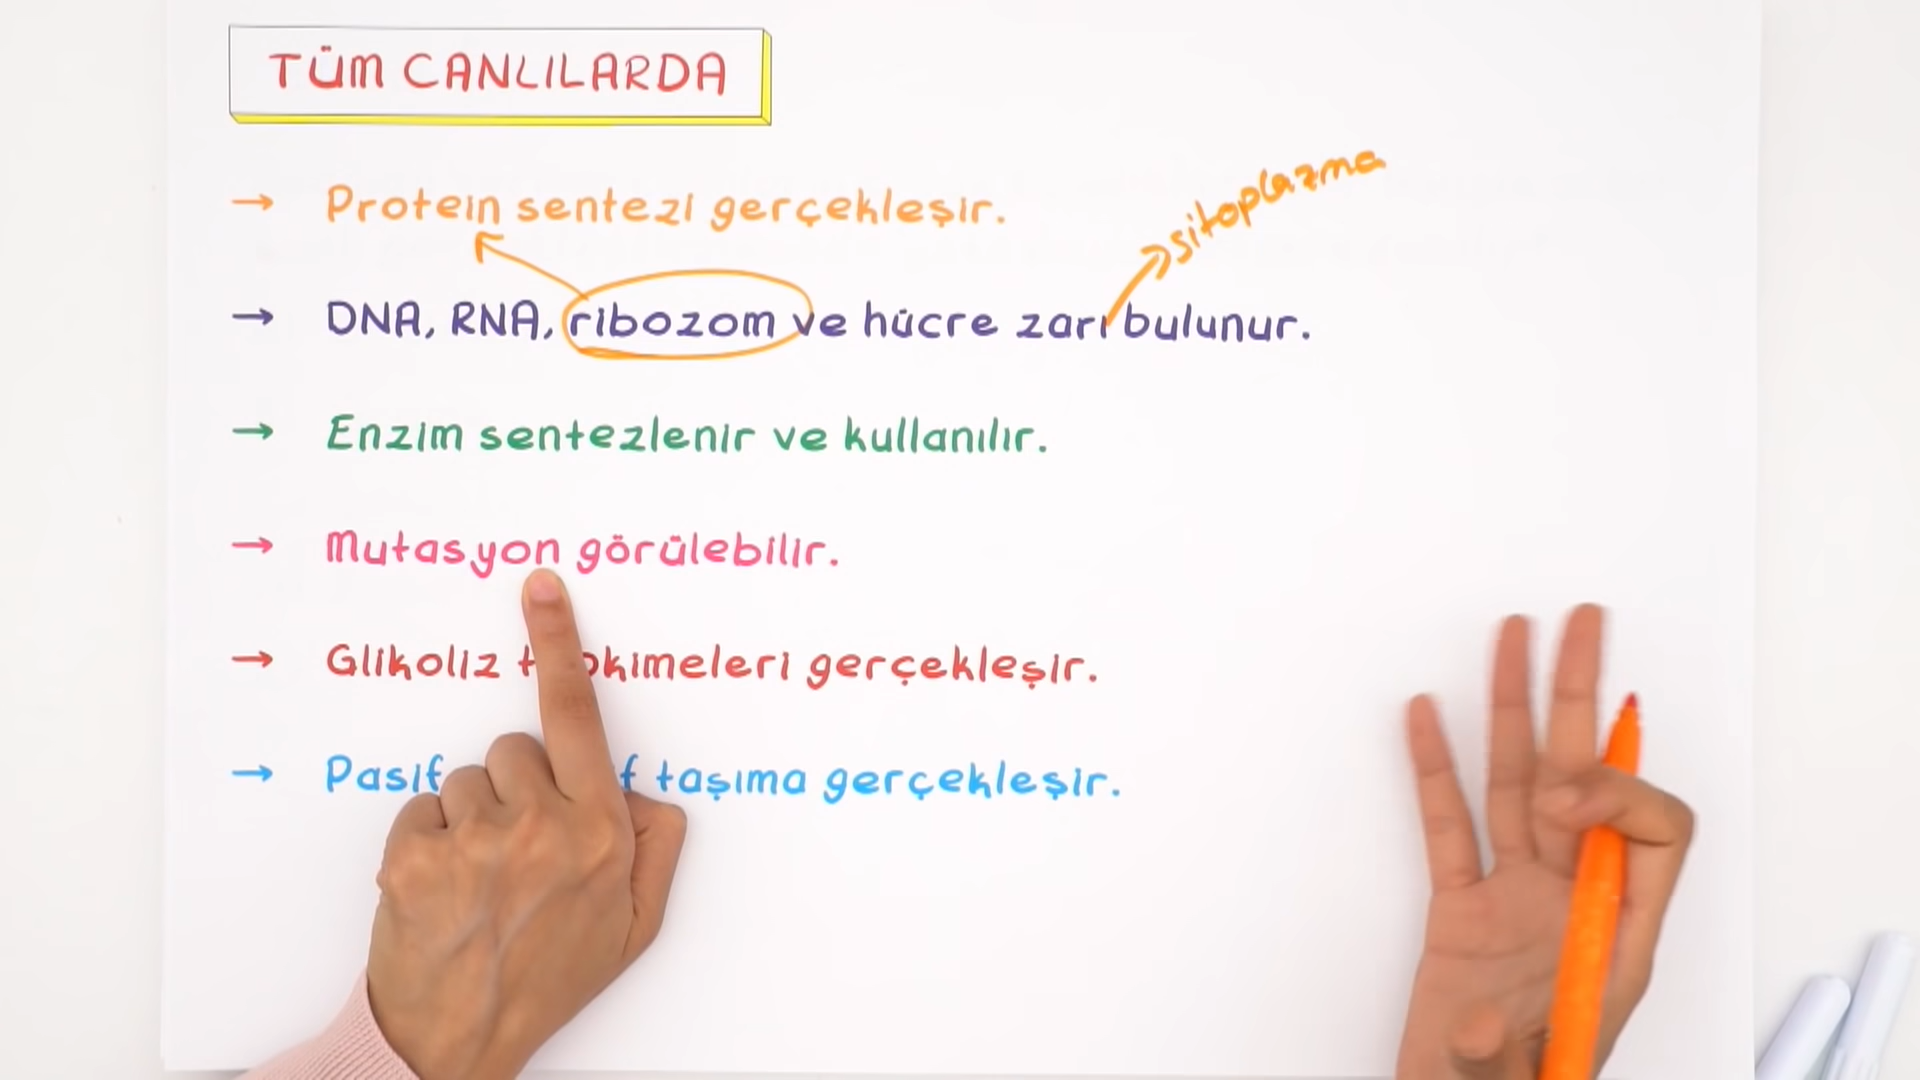 TÜM CANLILARDA
→ Protein sentezi gerçekleşir.
sitoplazma
→ DNA, RNA, ribozom ve hücre zarı bulunur.
→ Enzim sentezlenir ve kullanılır.
→ Mutasyon görülebilir.
→ Glikoliz gerçekleşir.
→ Pasif taşıma gerçekleşir.